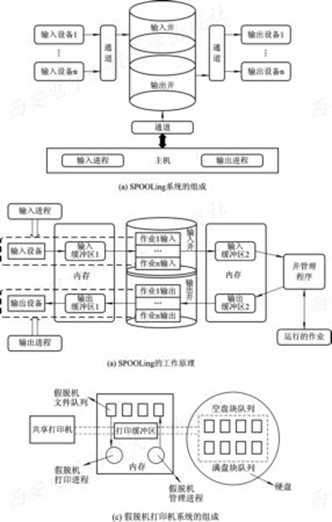 输入设备1
输入设备m
通道
输入井
输出井
通道
输出设备1
输出设备n
通道
输入进程
主机
输出进程
(a) SPOOLing系统的组成
输入进程
输入设备
输入缓冲区1
内存
作业1输入
...
作业n输入
输入井
输入缓冲区2
内存
井管理程序
输出设备
输出缓冲区1
作业1输出
...
作业n输出
输出井
输出缓冲区2
运行的作业
输出进程
(a) SPOOLing的工作原理
假脱机文件队列
共享打印机
打印缓冲区
内存
假脱机打印进程
假脱机管理进程
空盘块队列
满盘块队列
硬盘
(c) 假脱机打印机系统的组成